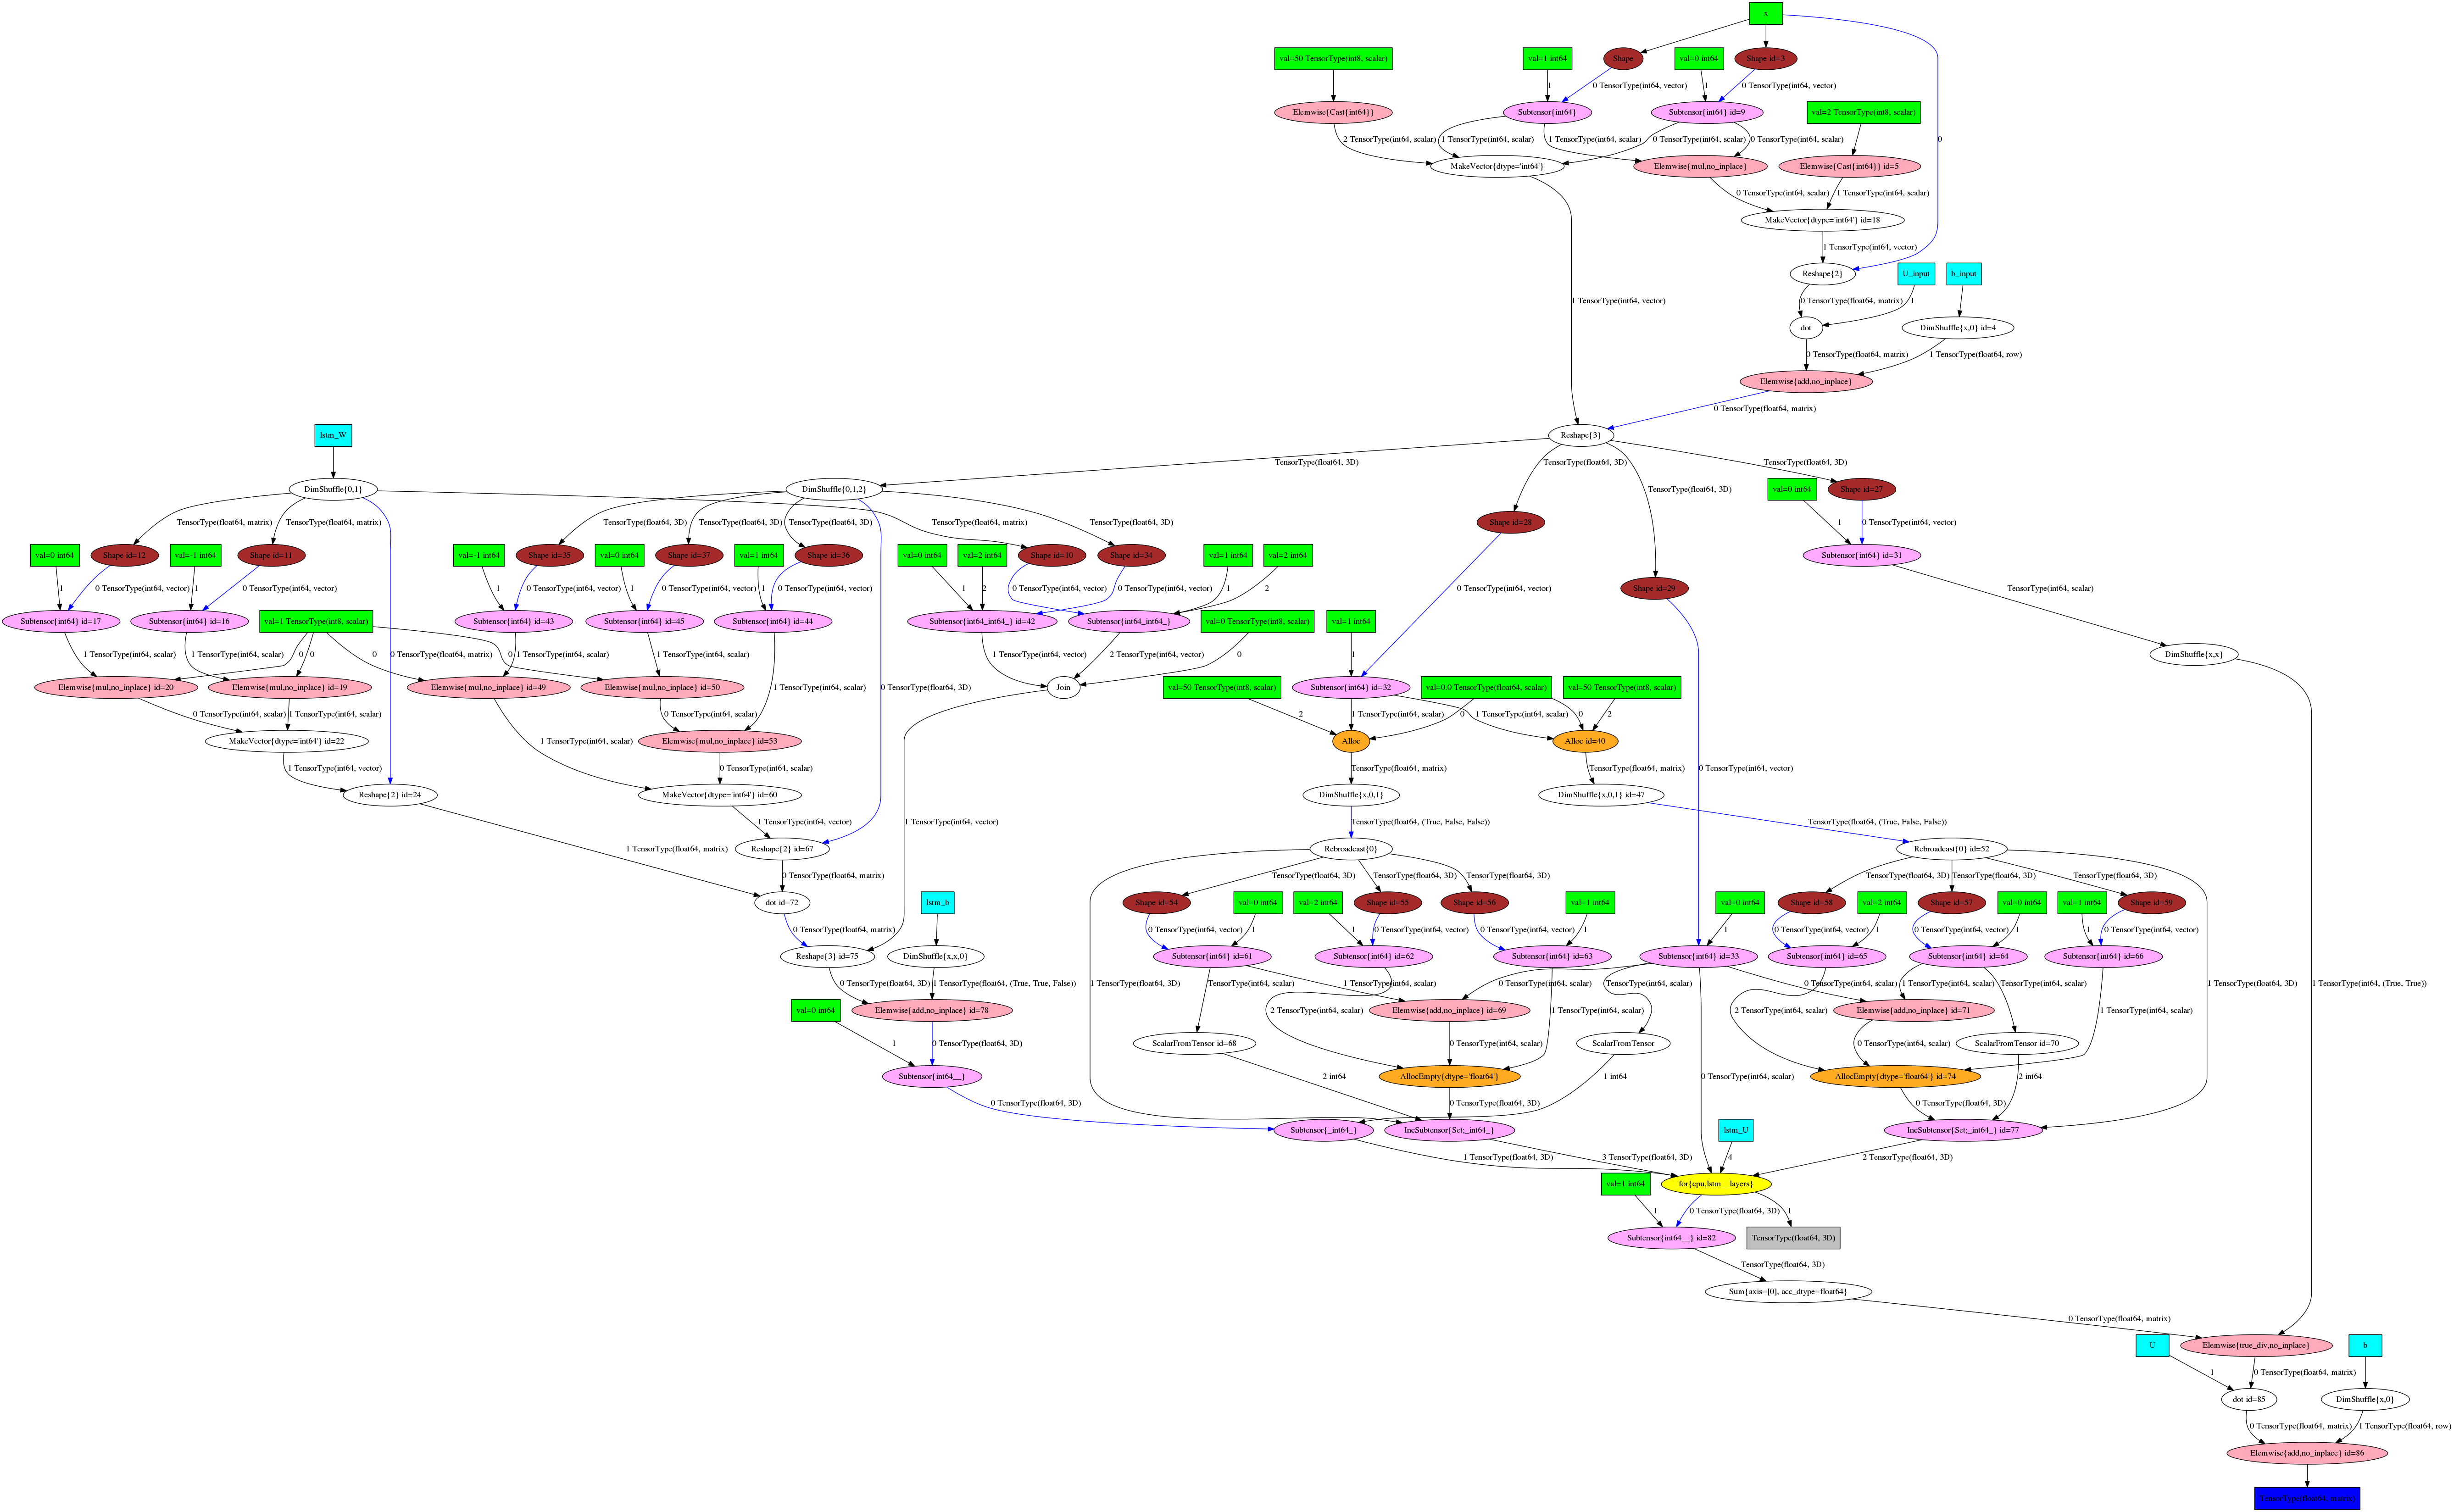 x
val=50 TensorType(int8, scalar)
val=1 int64
Shape
val=0 int64
Shape id=3
1
0 TensorType(int64, vector)
1
0 TensorType(int64, vector)
Elemwise{Cast{int64}}
Subtensor{int64}
Subtensor{int64} id=9
val=2 TensorType(int8, scalar)
2 TensorType(int64, scalar)
1 TensorType(int64, scalar)
1 TensorType(int64, scalar)
0 TensorType(int64, scalar)
0 TensorType(int64, scalar)
0
MakeVector{dtype='int64'}
Elemwise{mul,no_inplace}
Elemwise{Cast{int64}} id=5
0 TensorType(int64, scalar)
1 TensorType(int64, scalar)
MakeVector{dtype='int64'} id=18
1 TensorType(int64, vector)
Reshape{2}
U_input
b_input
1 TensorType(int64, vector)
0 TensorType(float64, matrix)
1
dot
DimShuffle{x,0} id=4
0 TensorType(float64, matrix)
1 TensorType(float64, row)
Elemwise{add,no_inplace}
0 TensorType(float64, matrix)
lstm_W
Reshape{3}
TensorType(float64, 3D)
TensorType(float64, 3D)
TensorType(float64, 3D)
TensorType(float64, 3D)
DimShuffle{0,1}
DimShuffle{0,1,2}
val=0 int64
Shape id=27
TensorType(float64, matrix)
TensorType(float64, matrix)
TensorType(float64, 3D)
TensorType(float64, 3D)
TensorType(float64, 3D)
TensorType(float64, matrix)
TensorType(float64, 3D)
Shape id=28
1
0 TensorType(int64, vector)
val=0 int64
Shape id=12
val=-1 int64
Shape id=11
val=-1 int64
Shape id=35
val=0 int64
Shape id=37
val=1 int64
Shape id=36
val=0 int64
val=2 int64
Shape id=10
Shape id=34
val=1 int64
val=2 int64
Subtensor{int64} id=31
1
0 TensorType(int64, vector)
1
0 TensorType(int64, vector)
1
0 TensorType(int64, vector)
1
0 TensorType(int64, vector)
1
0 TensorType(int64, vector)
1
2
0 TensorType(int64, vector)
0 TensorType(int64, vector)
1
2
0 TensorType(int64, vector)
Shape id=29
TensorType(int64, scalar)
Subtensor{int64} id=17
Subtensor{int64} id=16
val=1 TensorType(int8, scalar)
Subtensor{int64} id=43
Subtensor{int64} id=45
Subtensor{int64} id=44
Subtensor{int64_int64_} id=42
Subtensor{int64_int64_}
val=0 TensorType(int8, scalar)
val=1 int64
1 TensorType(int64, scalar)
1 TensorType(int64, scalar)
0
0
0 TensorType(float64, matrix)
0
1 TensorType(int64, scalar)
0
1 TensorType(int64, scalar)
1 TensorType(int64, vector)
2 TensorType(int64, vector)
0
1
DimShuffle{x,x}
Elemwise{mul,no_inplace} id=20
Elemwise{mul,no_inplace} id=19
Elemwise{mul,no_inplace} id=49
Elemwise{mul,no_inplace} id=50
1 TensorType(int64, scalar)
0 TensorType(float64, 3D)
Join
val=50 TensorType(int8, scalar)
Subtensor{int64} id=32
val=0.0 TensorType(float64, scalar)
val=50 TensorType(int8, scalar)
0 TensorType(int64, scalar)
1 TensorType(int64, scalar)
0 TensorType(int64, scalar)
2
1 TensorType(int64, scalar)
0
1 TensorType(int64, scalar)
0
2
MakeVector{dtype='int64'} id=22
1 TensorType(int64, scalar)
Elemwise{mul,no_inplace} id=53
Alloc
Alloc id=40
1 TensorType(int64, vector)
0 TensorType(int64, scalar)
TensorType(float64, matrix)
TensorType(float64, matrix)
0 TensorType(int64, vector)
Reshape{2} id=24
MakeVector{dtype='int64'} id=60
DimShuffle{x,0,1}
DimShuffle{x,0,1} id=47
1 TensorType(int64, vector)
1 TensorType(int64, vector)
TensorType(float64, (True, False, False))
TensorType(float64, (True, False, False))
1 TensorType(float64, matrix)
Reshape{2} id=67
Rebroadcast{0}
Rebroadcast{0} id=52
0 TensorType(float64, matrix)
TensorType(float64, 3D)
TensorType(float64, 3D)
TensorType(float64, 3D)
TensorType(float64, 3D)
TensorType(float64, 3D)
TensorType(float64, 3D)
dot id=72
lstm_b
Shape id=54
val=0 int64
val=2 int64
Shape id=55
Shape id=56
val=1 int64
val=0 int64
Shape id=58
val=2 int64
Shape id=57
val=0 int64
val=1 int64
Shape id=59
0 TensorType(float64, matrix)
0 TensorType(int64, vector)
1
1
0 TensorType(int64, vector)
0 TensorType(int64, vector)
1
1
0 TensorType(int64, vector)
1
0 TensorType(int64, vector)
1
1
0 TensorType(int64, vector)
Reshape{3} id=75
DimShuffle{x,x,0}
Subtensor{int64} id=61
Subtensor{int64} id=62
Subtensor{int64} id=63
Subtensor{int64} id=33
Subtensor{int64} id=65
Subtensor{int64} id=64
Subtensor{int64} id=66
0 TensorType(float64, 3D)
1 TensorType(float64, (True, True, False))
1 TensorType(float64, 3D)
TensorType(int64, scalar)
1 TensorType(int64, scalar)
0 TensorType(int64, scalar)
TensorType(int64, scalar)
0 TensorType(int64, scalar)
1 TensorType(int64, scalar)
TensorType(int64, scalar)
1 TensorType(float64, 3D)
1 TensorType(int64, (True, True))
val=0 int64
Elemwise{add,no_inplace} id=78
2 TensorType(int64, scalar)
Elemwise{add,no_inplace} id=69
1 TensorType(int64, scalar)
2 TensorType(int64, scalar)
Elemwise{add,no_inplace} id=71
1 TensorType(int64, scalar)
1
0 TensorType(float64, 3D)
ScalarFromTensor id=68
0 TensorType(int64, scalar)
ScalarFromTensor
0 TensorType(int64, scalar)
ScalarFromTensor id=70
Subtensor{int64__}
2 int64
AllocEmpty{dtype='float64'}
1 int64
AllocEmpty{dtype='float64'} id=74
2 int64
0 TensorType(float64, 3D)
0 TensorType(float64, 3D)
0 TensorType(int64, scalar)
0 TensorType(float64, 3D)
Subtensor{_int64_}
IncSubtensor{Set;_int64_}
lstm_U
IncSubtensor{Set;_int64_} id=77
1 TensorType(float64, 3D)
3 TensorType(float64, 3D)
4
2 TensorType(float64, 3D)
val=1 int64
for{cpu,lstm__layers}
1
0 TensorType(float64, 3D)
1
Subtensor{int64__} id=82
TensorType(float64, 3D)
TensorType(float64, 3D)
Sum{axis=[0], acc_dtype=float64}
0 TensorType(float64, matrix)
U
Elemwise{true_div,no_inplace}
b
1
0 TensorType(float64, matrix)
dot id=85
DimShuffle{x,0}
0 TensorType(float64, matrix)
1 TensorType(float64, row)
Elemwise{add,no_inplace} id=86
TensorType(float64, matrix)